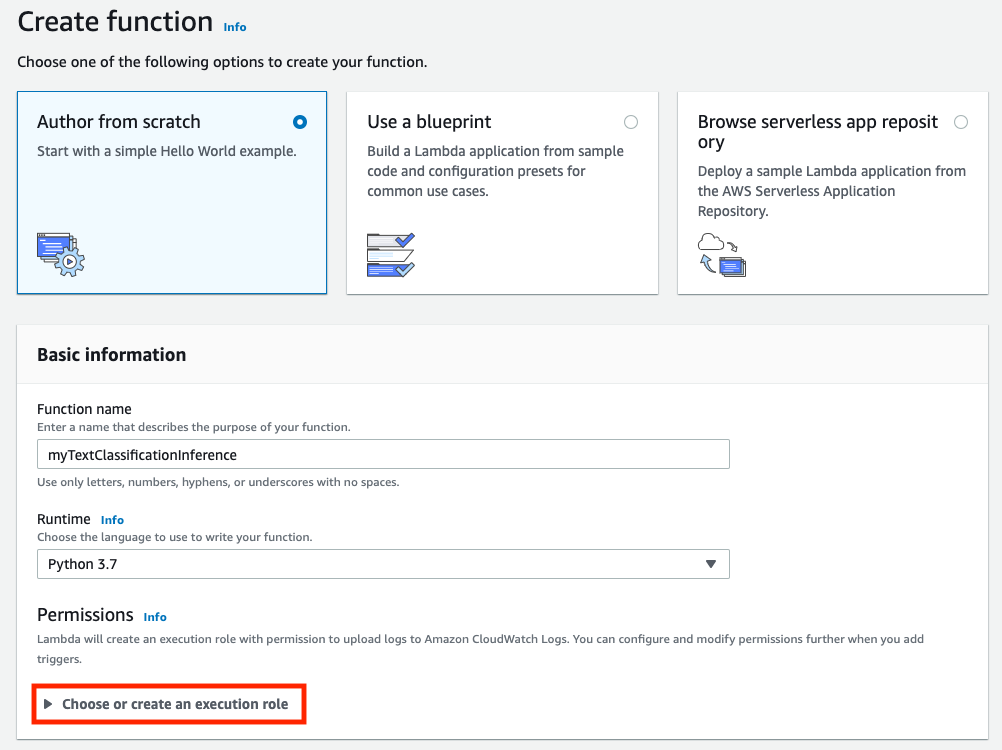 Create function Info
Choose one of the following options to create your function.
Author from scratch
Start with a simple Hello World example.
Use a blueprint
Build a Lambda application from sample
code and configuration presets for
common use cases.
Browse serverless app reposit
ory
Deploy a sample Lambda application from
the AWS Serverless Application
Repository.
Basic information
Function name
Enter a name that describes the purpose of your function.
myTextClassificationInference
Use only letters, numbers, hyphens, or underscores with no spaces.
Runtime Info
Choose the language to use to write your function.
Python 3.7
Permissions Info
Lambda will create an execution role with permission to upload logs to Amazon CloudWatch Logs. You can configure and modify permissions further when you add
triggers.
Choose or create an execution role